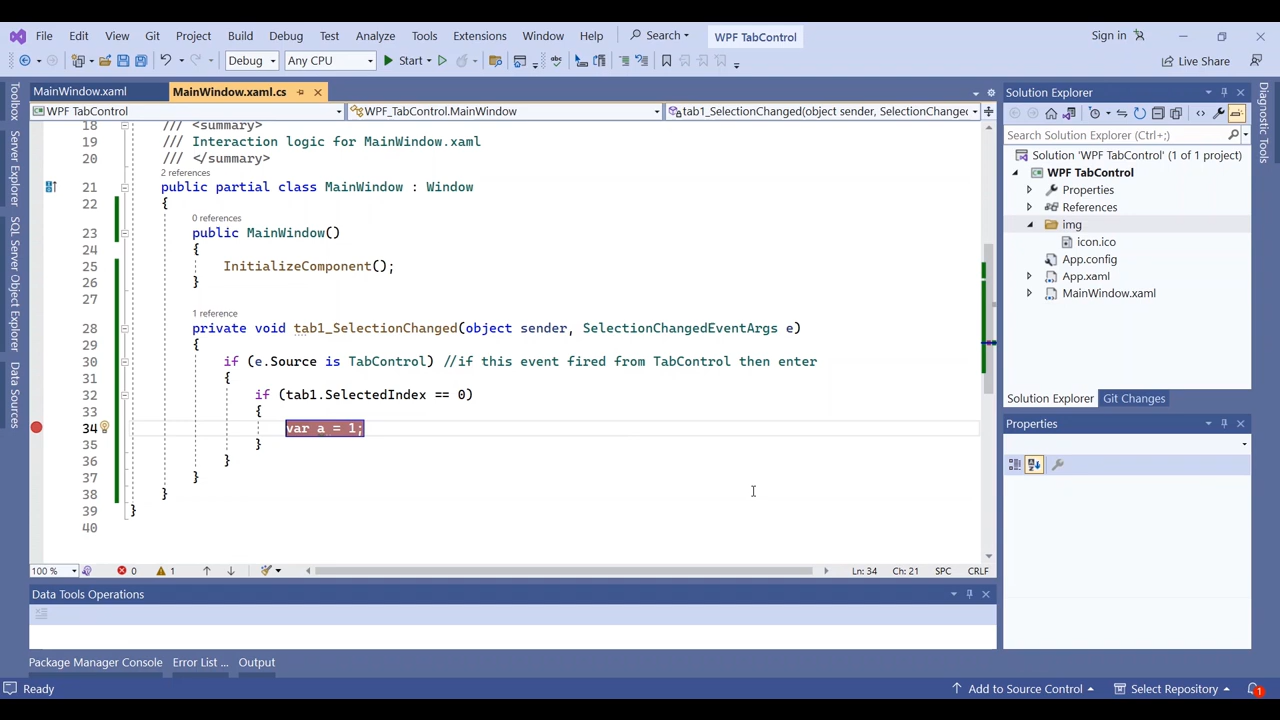 File Edit View Git Project Build Debug Test Analyze Tools Extensions Window Help Search WPF TabControl Sign in
Debug Any CPU Start Live Share
MainWindow.xaml MainWindow.xaml.cs
WPF TabControl WPF_TabControl.MainWindow tab1_SelectionChanged(object sender, SelectionChange
Toolbox
Server Explorer
SQL Server Object Explorer
Data Sources
18 /// <summary>
19 /// Interaction logic for MainWindow.xaml
20 /// </summary>
2 references
21 public partial class MainWindow : Window
22 {
0 references
23 public MainWindow()
24 {
25 InitializeComponent();
26 }
27
1 reference
28 private void tab1_SelectionChanged(object sender, SelectionChangedEventArgs e)
29 {
30 if (e.Source is TabControl) //if this event fired from TabControl then enter
31 {
32 if (tab1.SelectedIndex == 0)
33 {
34 var a = 1;
35 }
36 }
37 }
38 }
39 }
40
100 % 0 1 Ln: 34 Ch: 21 SPC CRLF
Data Tools Operations
Package Manager Console Error List ... Output
Solution Explorer
Search Solution Explorer (Ctrl+;)
Solution 'WPF TabControl' (1 of 1 project)
WPF TabControl
Properties
References
img
icon.ico
App.config
App.xaml
MainWindow.xaml
Solution Explorer Git Changes
Properties
Diagnostic Tools
Ready Add to Source Control Select Repository 1